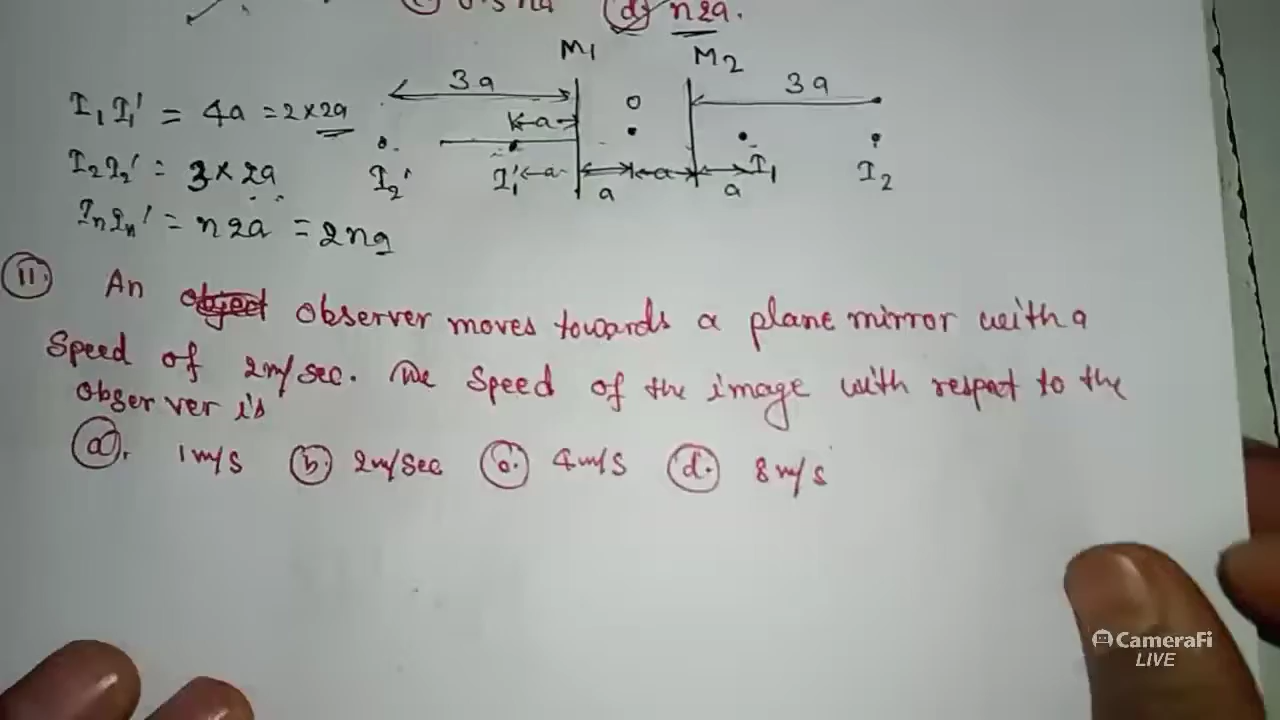 (d) n2a.
M1 M2
3a 3a
I1I1' = 4a = 2×2a
a
I2I2' = 3×2a
I2' I1' a a a a I1 I2
InIn' = n2a = 2na
11. An observer moves towards a plane mirror with a
Speed of 2m/sec. The speed of the image with respect to the
observer is
(a). 1m/s (b.) 2m/sec (c.) 4m/s (d.) 8m/s
CameraFi
LIVE